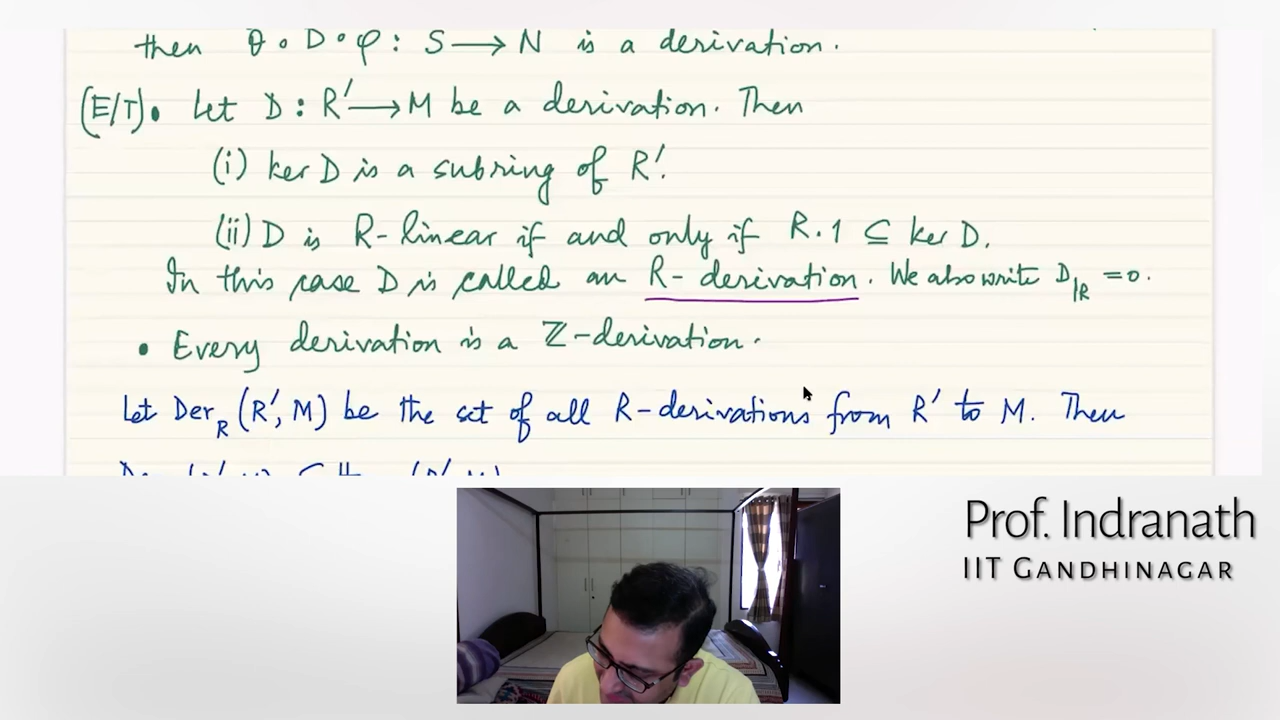 then θ∘D∘φ : S ⟶ N is a derivation.
(E/T). Let D : R' ⟶ M be a derivation. Then
(i) ker D is a subring of R'.
(ii) D is R-linear if and only if R.1 ⊆ ker D.
In this case D is called an R-derivation. We also write D|R = 0.
• Every derivation is a ℤ-derivation.
Let Der_R (R', M) be the set of all R-derivations from R' to M. Then
Prof. Indranath
IIT GANDHINAGAR